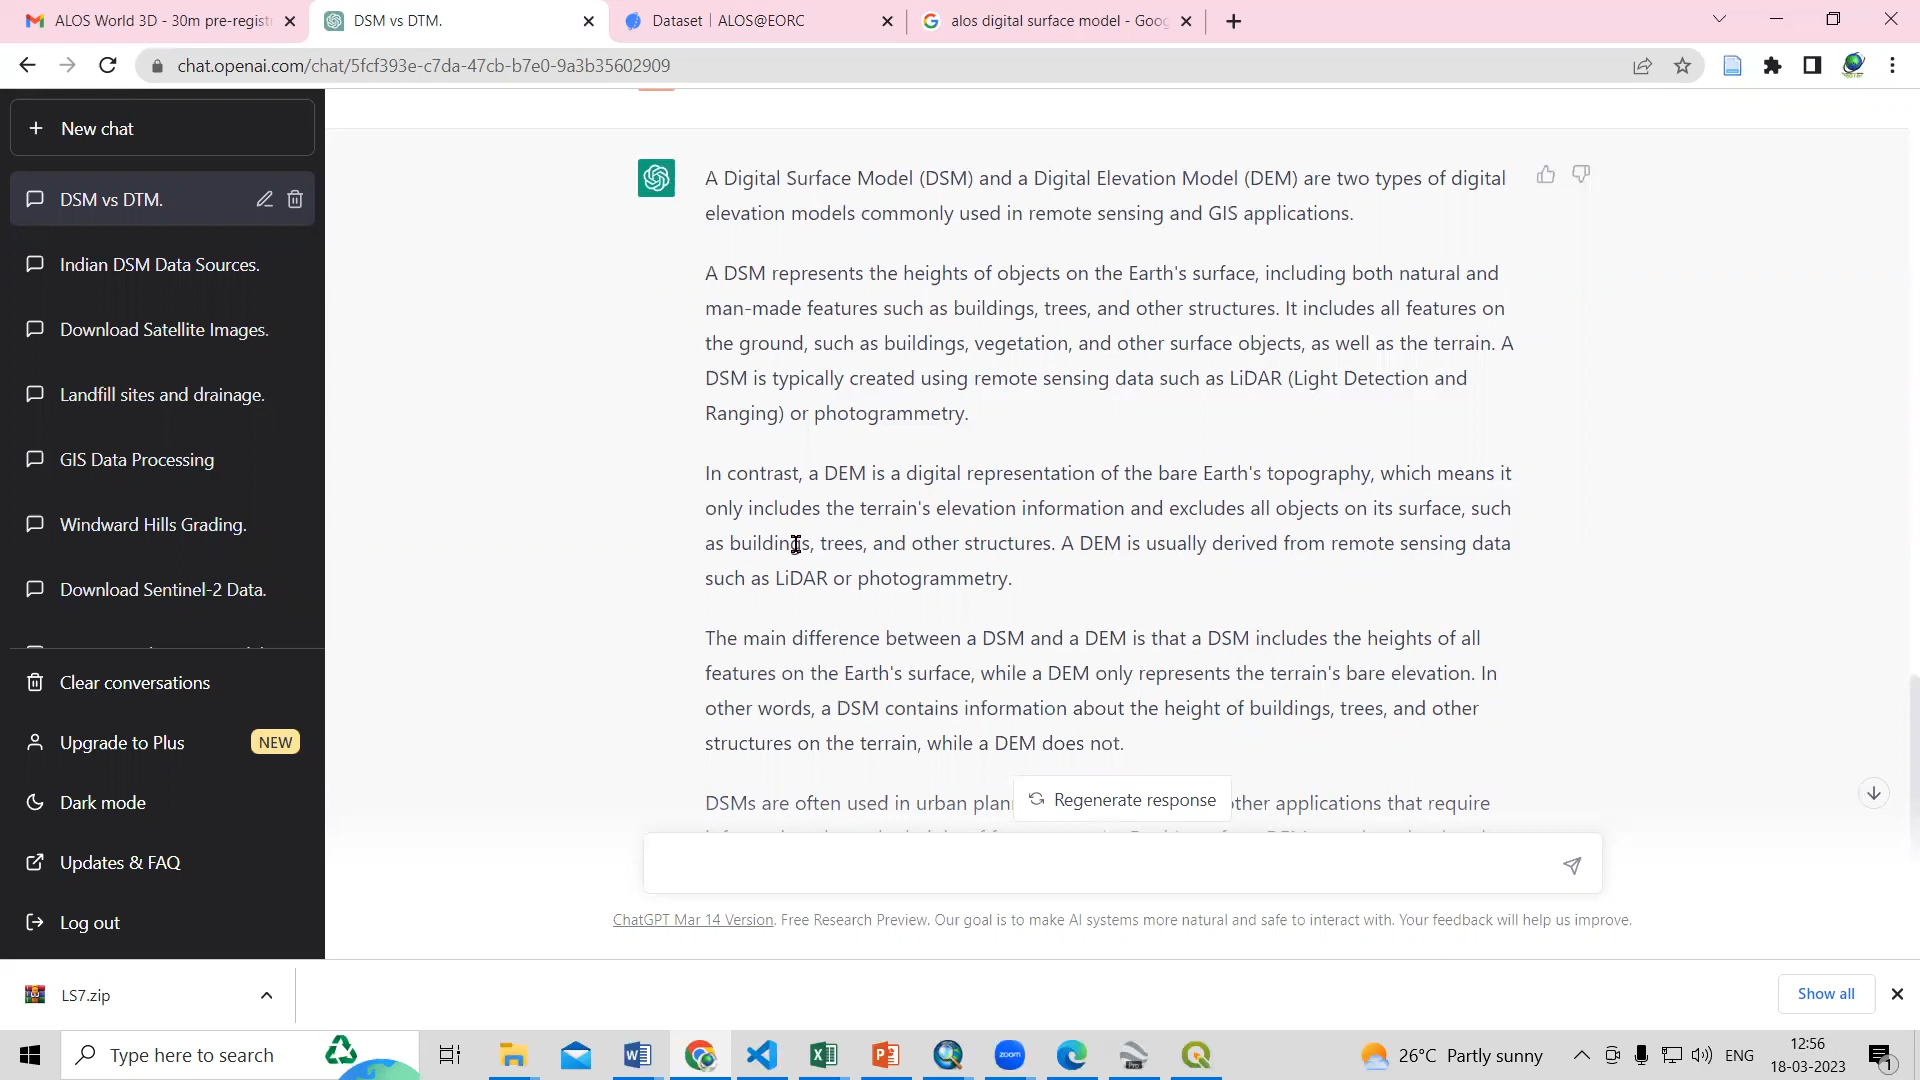 ALOS World 3D - 30m pre-regist
DSM vs DTM.
Dataset | ALOS@EORC
alos digital surface model - Goog
chat.openai.com/chat/5fcf393e-c7da-47cb-b7e0-9a3b35602909
New chat
DSM vs DTM.
Indian DSM Data Sources.
Download Satellite Images.
Landfill sites and drainage.
GIS Data Processing
Windward Hills Grading.
Download Sentinel-2 Data.
Clear conversations
Upgrade to Plus
NEW
Dark mode
Updates & FAQ
Log out
A Digital Surface Model (DSM) and a Digital Elevation Model (DEM) are two types of digital
elevation models commonly used in remote sensing and GIS applications.
A DSM represents the heights of objects on the Earth's surface, including both natural and
man-made features such as buildings, trees, and other structures. It includes all features on
the ground, such as buildings, vegetation, and other surface objects, as well as the terrain. A
DSM is typically created using remote sensing data such as LiDAR (Light Detection and
Ranging) or photogrammetry.
In contrast, a DEM is a digital representation of the bare Earth's topography, which means it
only includes the terrain's elevation information and excludes all objects on its surface, such
as buildings, trees, and other structures. A DEM is usually derived from remote sensing data
such as LiDAR or photogrammetry.
The main difference between a DSM and a DEM is that a DSM includes the heights of all
features on the Earth's surface, while a DEM only represents the terrain's bare elevation. In
other words, a DSM contains information about the height of buildings, trees, and other
structures on the terrain, while a DEM does not.
DSMs are often used in urban plan
other applications that require
Regenerate response
ChatGPT Mar 14 Version. Free Research Preview. Our goal is to make AI systems more natural and safe to interact with. Your feedback will help us improve.
LS7.zip
Show all
Type here to search
zoom
Pro
26°C Partly sunny
ENG
12:56
18-03-2023
1